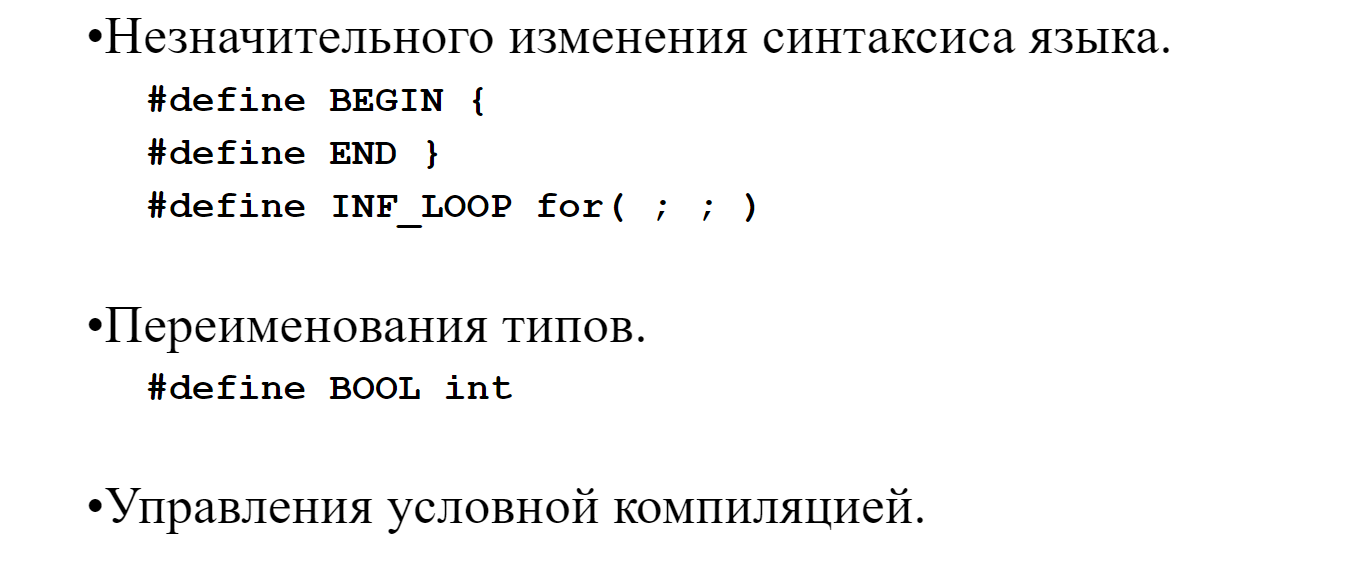 •Незначительного изменения синтаксиса языка.
#define BEGIN {
#define END }
#define INF_LOOP for( ; ; )
•Переименования типов.
#define BOOL int
•Управления условной компиляцией.